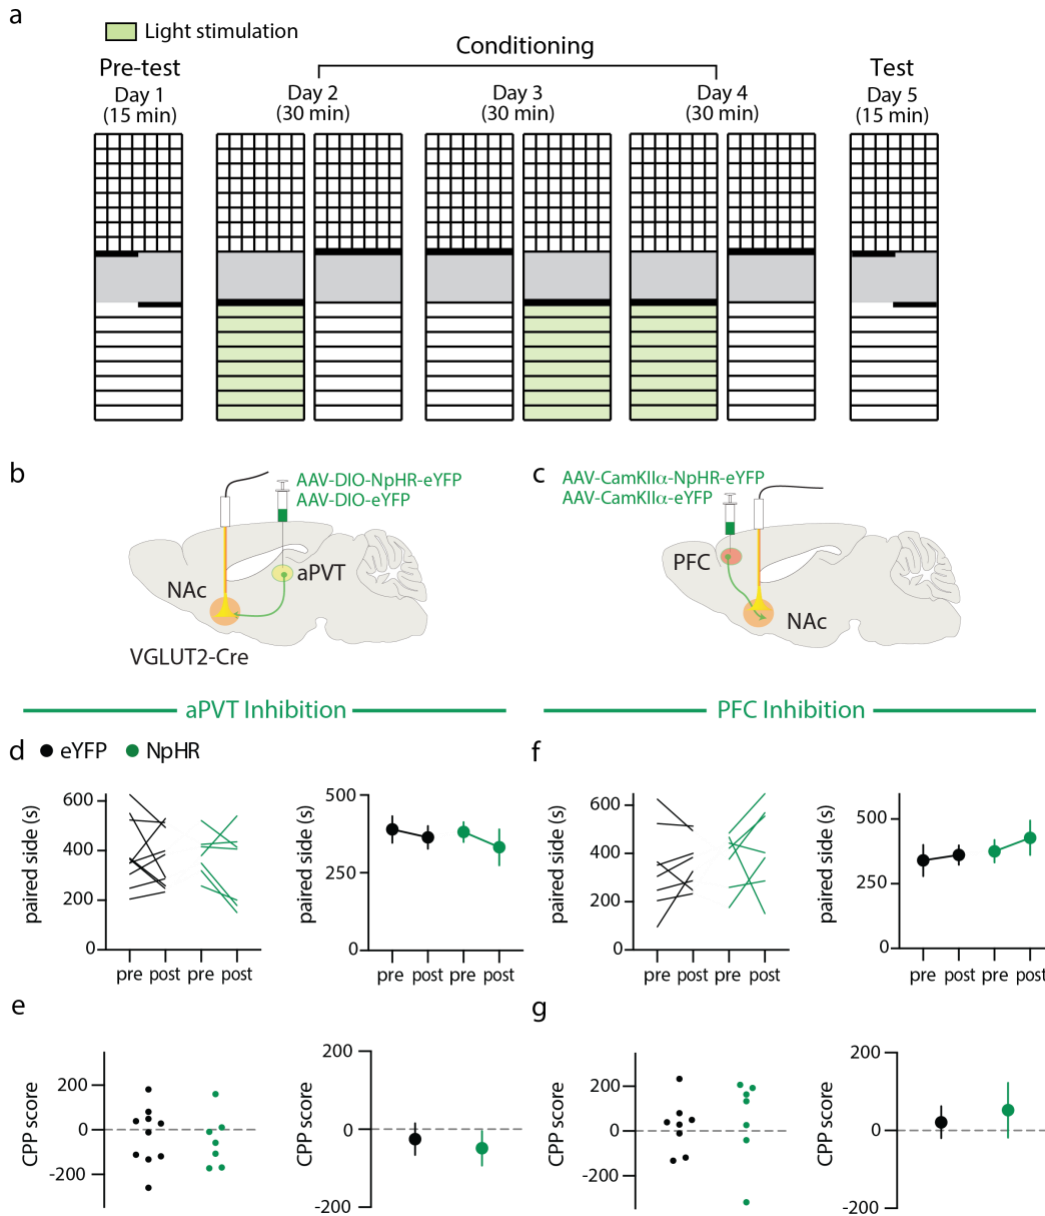 a
Light stimulation
Conditioning
Pre-test
Test
Day 1
(15 min)
Day 2
(30 min)
Day 3
(30 min)
Day 4
(30 min)
Day 5
(15 min)
b
AAV-DIO-NpHR-eYFP
AAV-DIO-eYFP
NAc
aPVT
VGLUT2-Cre
c
AAV-CamKIIα-NpHR-eYFP
AAV-CamKIIα-eYFP
PFC
NAc
aPVT Inhibition
PFC Inhibition
d
eYFP
NpHR
paired side (s)
600
400
200
0
pre post pre post
paired side (s)
500
250
0
pre post pre post
f
paired side (s)
600
400
200
0
pre post pre post
paired side (s)
500
250
0
pre post pre post
e
CPP score
200
0
-200
CPP score
200
0
-200
g
CPP score
200
0
-200
CPP score
200
0
-200